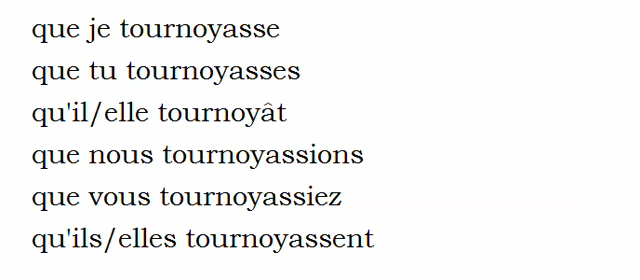 que je tournoyasse
que tu tournoyasses
qu'il/elle tournoyât
que nous tournoyassions
que vous tournoyassiez
qu'ils/elles tournoyassent